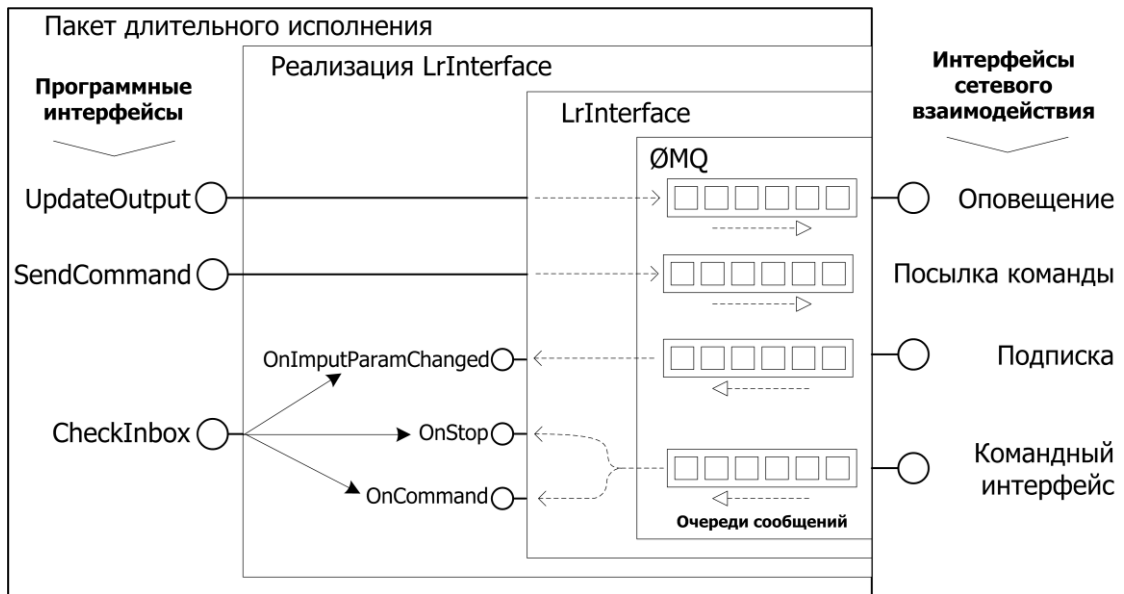 Пакет длительного исполнения
Реализация LrInterface
Программные
интерфейсы
Интерфейсы
сетевого
взаимодействия
LrInterface
ØMQ
UpdateOutput
Оповещение
SendCommand
Посылка команды
OnImputParamChanged
Подписка
CheckInbox
OnStop
OnCommand
Командный
интерфейс
Очереди сообщений